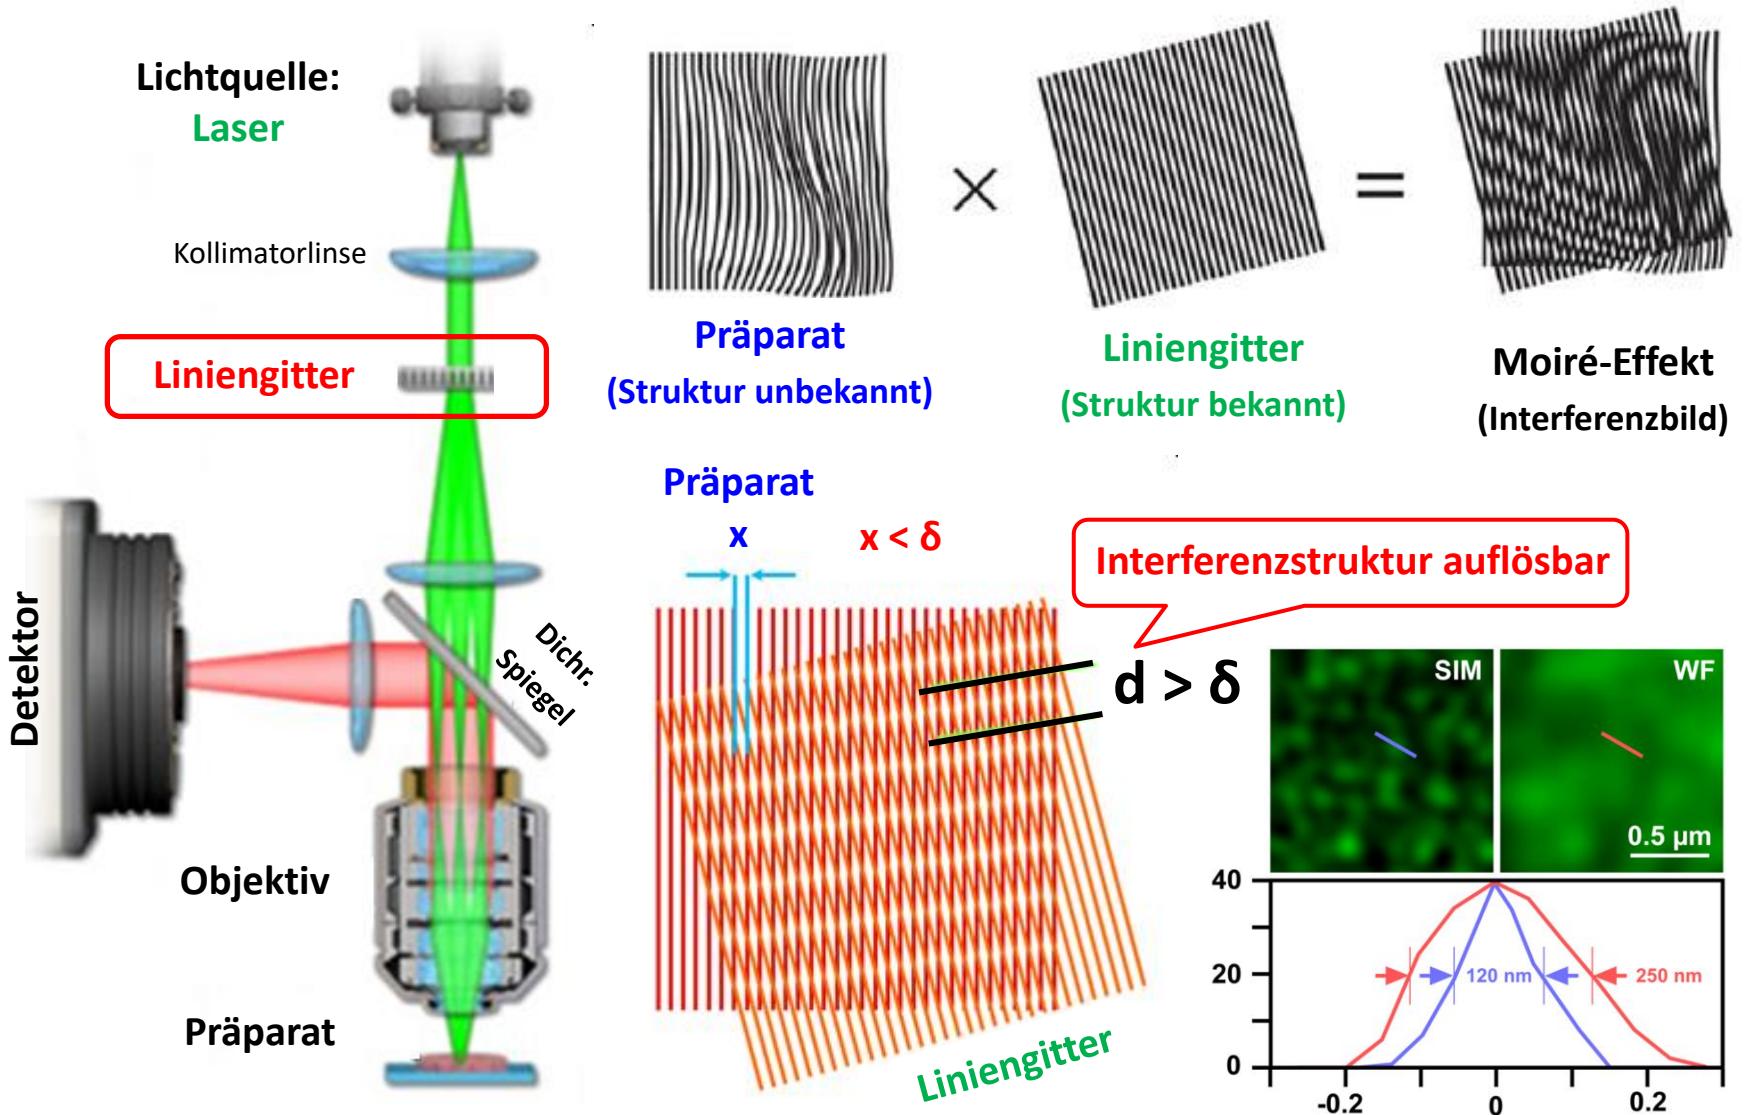 Lichtquelle:
Laser
Kollimatorlinse
Liniengitter
Detektor
Dichr.
Spiegel
Objektiv
Präparat
×
=
Präparat
(Struktur unbekannt)
Liniengitter
(Struktur bekannt)
Moiré-Effekt
(Interferenzbild)
Präparat
x
x < δ
Interferenzstruktur auflösbar
d > δ
Liniengitter
SIM
WF
0.5 µm
40
20
0
120 nm
250 nm
-0.2
0
0.2